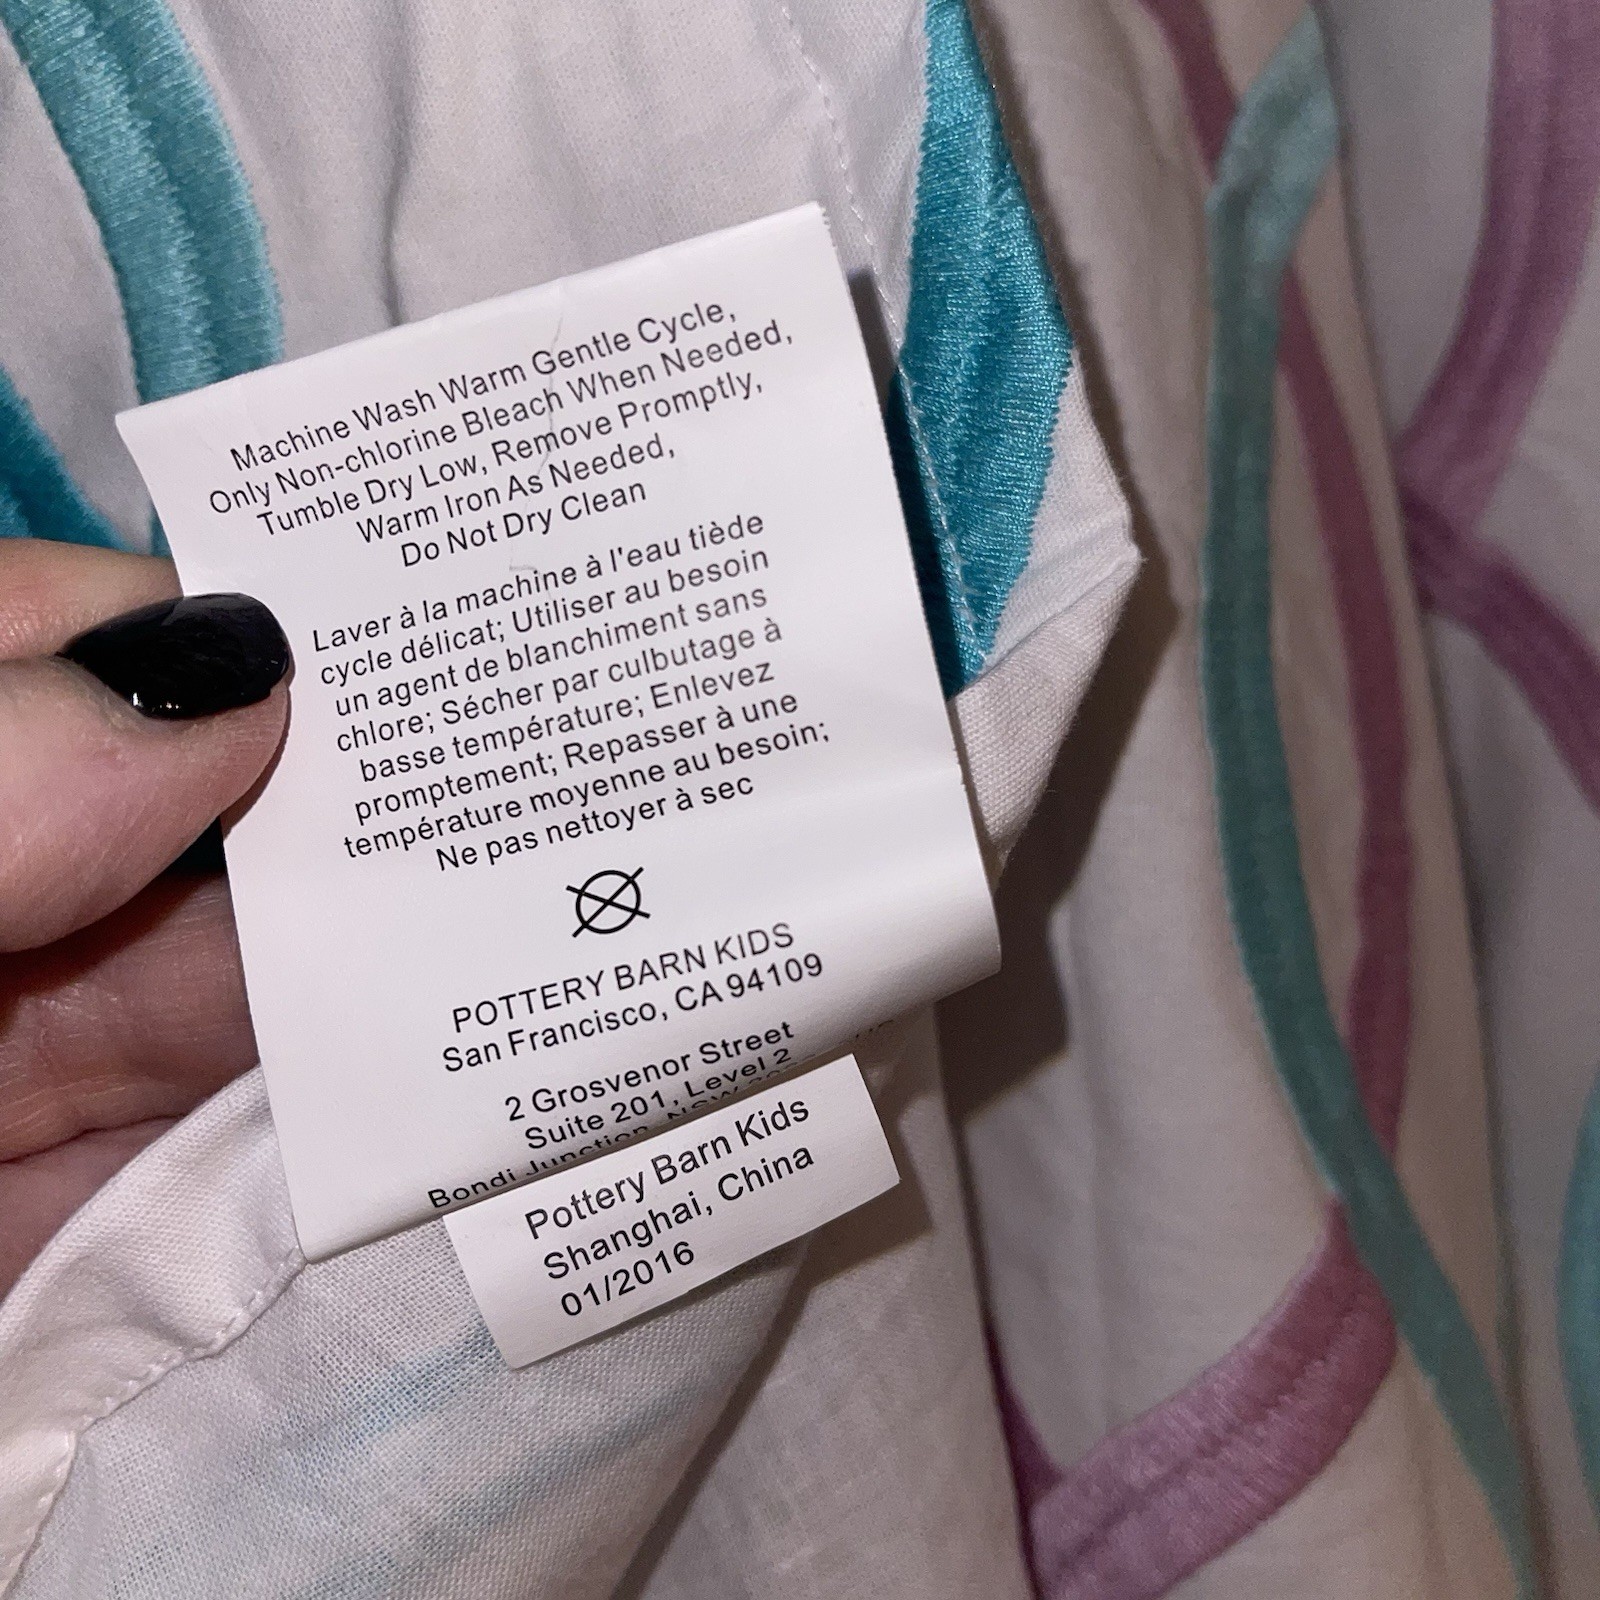 Machine Wash Warm Gentle Cycle,
Only Non-chlorine Bleach When Needed,
Tumble Dry Low, Remove Promptly,
Warm Iron As Needed,
Do Not Dry Clean
Laver à la machine à l'eau tiède
cycle délicat; Utiliser au besoin
un agent de blanchiment sans
chlore; Sécher par culbutage à
basse température; Enlevez
promptement; Repasser à une
température moyenne au besoin;
Ne pas nettoyer à sec
POTTERY BARN KIDS
San Francisco, CA 94109
2 Grosvenor Street
Suite 201, Level 2
Bondi Junction, NSW
Pottery Barn Kids
Shanghai, China
01/2016